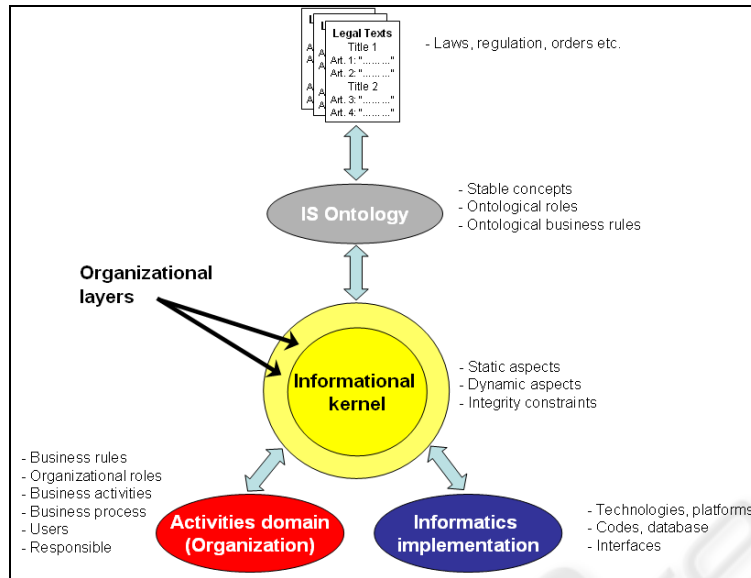 Legal Texts
Title 1
Art. 1: "... ... ..."
Art. 2: "... ... ..."
Title 2
Art. 3: "... ... ..."
Art. 4: "... ... ..."
- Laws, regulation, orders etc.
IS Ontology
- Stable concepts
- Ontological roles
- Ontological business rules
Organizational
layers
Informational
kernel
- Static aspects
- Dynamic aspects
- Integrity constraints
- Business rules
- Organizational roles
- Business activities
- Business process
- Users
- Responsible
Activities domain
(Organization)
Informatics
implementation
- Technologies, platforms
- Codes, database
- Interfaces